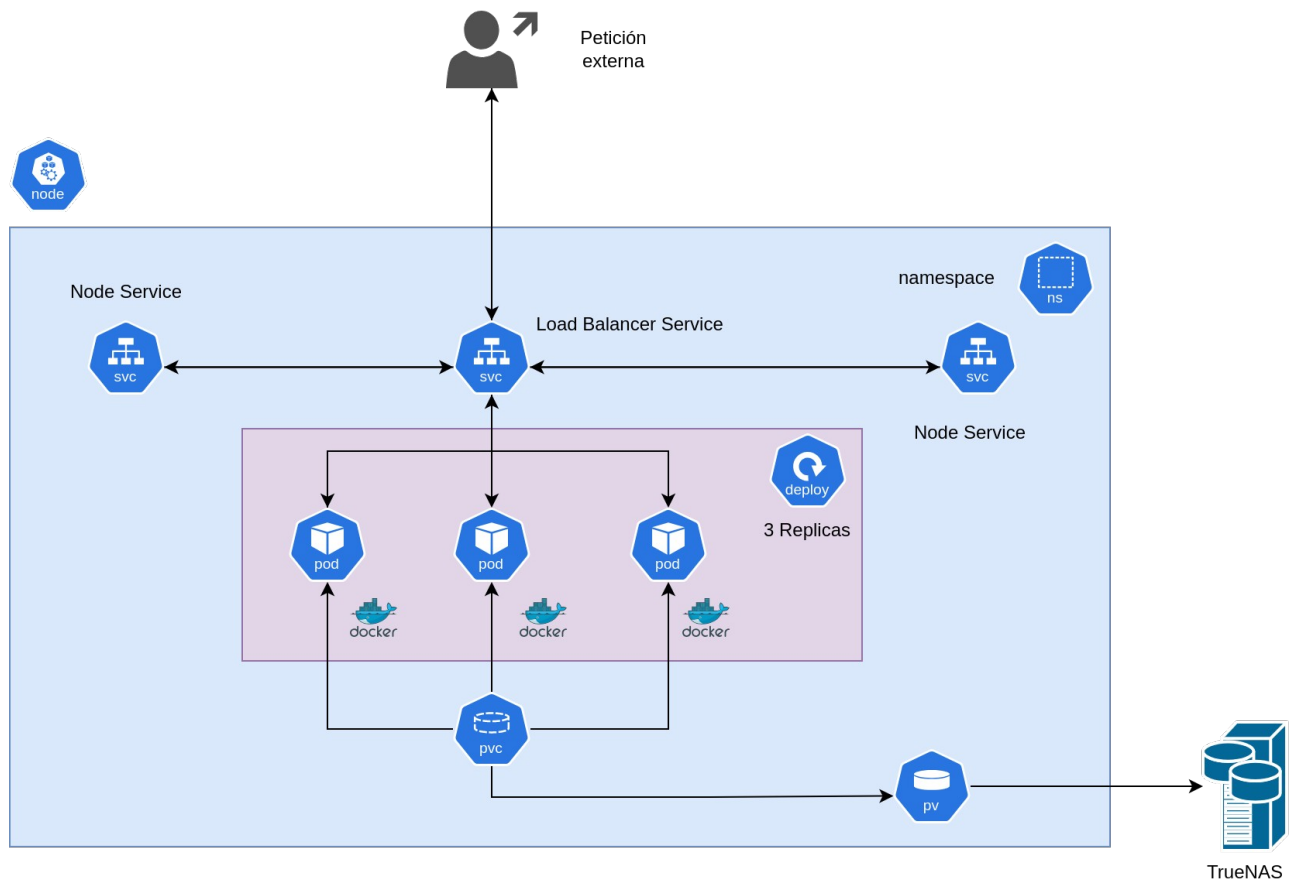 Petición
externa
node
Node Service
namespace
ns
Load Balancer Service
svc
svc
svc
Node Service
deploy
3 Replicas
pod
pod
pod
docker
docker
docker
pvc
pv
TrueNAS